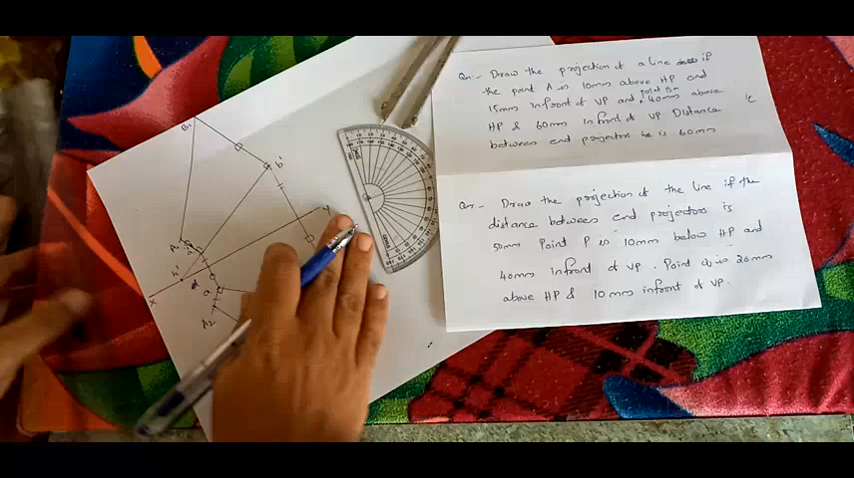 Qn:- Draw the projection of a line if
the point A is 10mm above HP and
15mm infront of VP and point B is 40mm above
HP & 60mm infront of VP Distance
between end projectors is 60mm
Qn:- Draw the projection of the line if the
distance between end projectors is
50mm Point P is 10mm below HP and
40mm infront of VP. Point Q is 20mm
above HP & 10mm infront of VP.
B1
b'
A1
Y
h'
a
X
A2